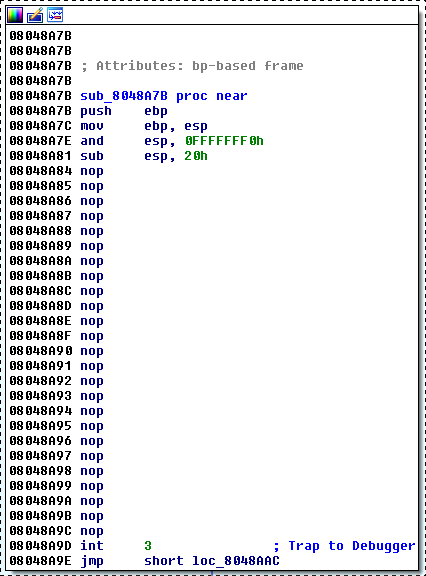 08048A7B
08048A7B
08048A7B ; Attributes: bp-based frame
08048A7B
08048A7B sub_8048A7B proc near
08048A7B push    ebp
08048A7C mov     ebp, esp
08048A7E and     esp, 0FFFFFFF0h
08048A81 sub     esp, 20h
08048A84 nop
08048A85 nop
08048A86 nop
08048A87 nop
08048A88 nop
08048A89 nop
08048A8A nop
08048A8B nop
08048A8C nop
08048A8D nop
08048A8E nop
08048A8F nop
08048A90 nop
08048A91 nop
08048A92 nop
08048A93 nop
08048A94 nop
08048A95 nop
08048A96 nop
08048A97 nop
08048A98 nop
08048A99 nop
08048A9A nop
08048A9B nop
08048A9C nop
08048A9D int     3               ; Trap to Debugger
08048A9E jmp     short loc_8048AAC